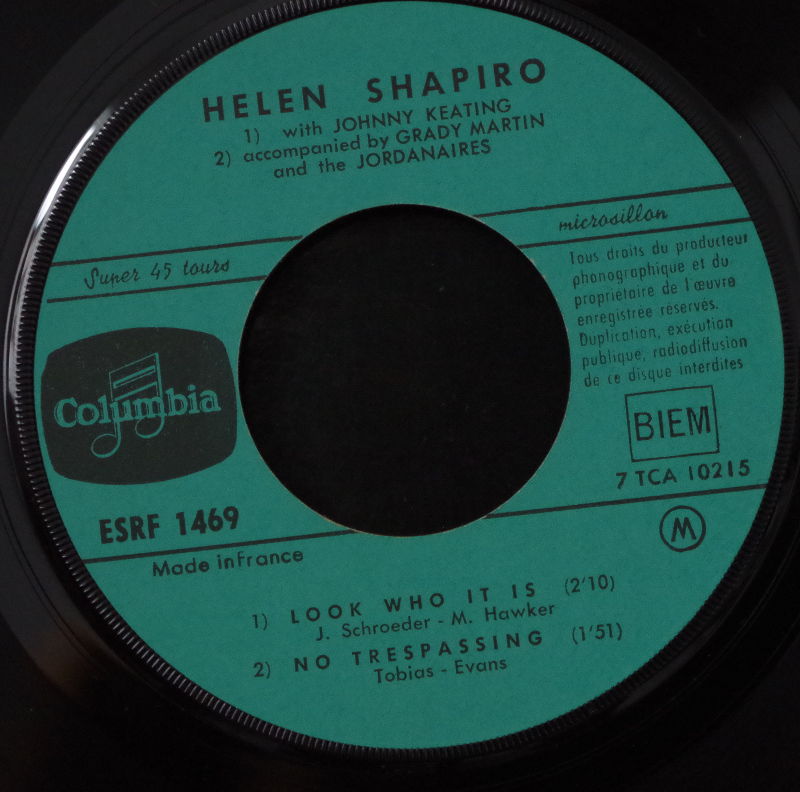 HELEN SHAPIRO
1) with JOHNNY KEATING
2) accompanied by GRADY MARTIN
and the JORDANAIRES
Super 45 tours
microsillon
Tous droits du producteur
phonographique et du
propriétaire de l'œuvre
enregistrée réservés.
Duplication, exécution
publique, radiodiffusion
de ce disque interdites
Columbia
BIEM
7 TCA 10215
ESRF 1469
Made in France
M
1) LOOK WHO IT IS (2'10)
J. Schroeder - M. Hawker
2) NO TRESPASSING (1'51)
Tobias - Evans